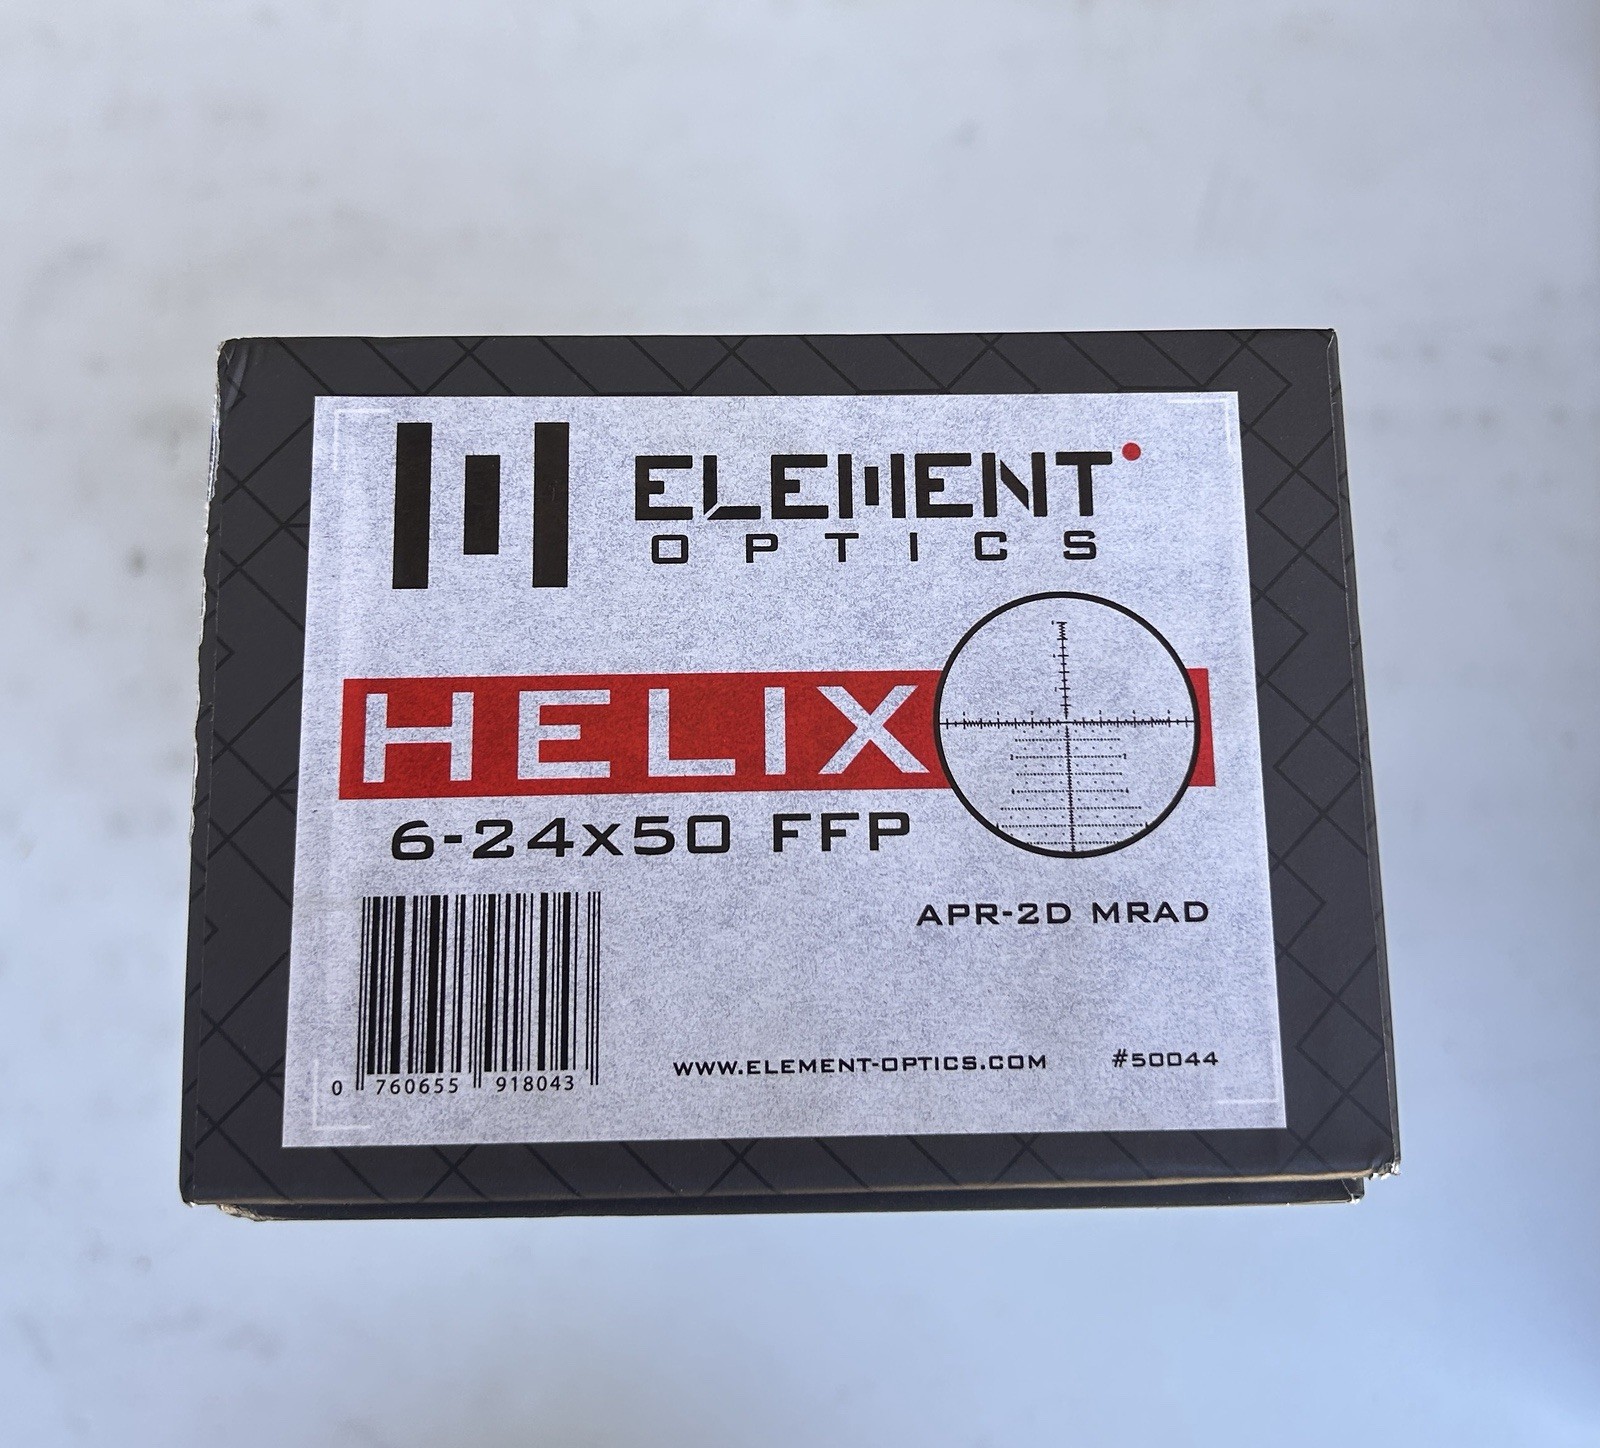 ELEMENT
OPTICS
HELIX
6-24x50 FFP
APR-2D MRAD
0 760655 918043
WWW.ELEMENT-OPTICS.COM #50044